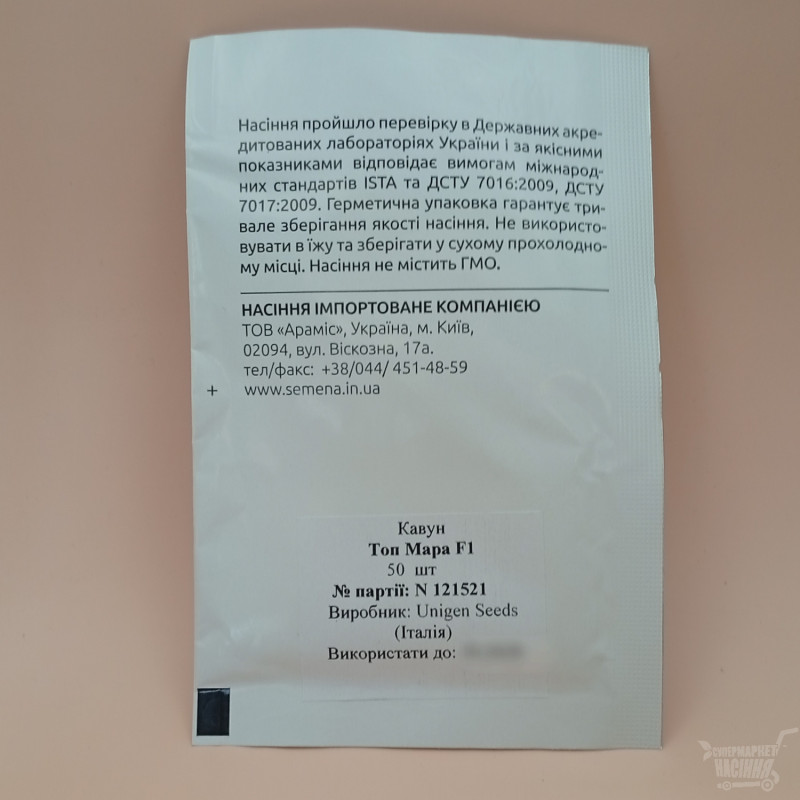 Насіння пройшло перевірку в Державних акре-
дитованих лабораторіях України і за якісними
показниками відповідає вимогам міжнарод-
них стандартів ISTA та ДСТУ 7016:2009, ДСТУ
7017:2009. Герметична упаковка гарантує три-
вале зберігання якості насіння. Не використо-
вувати в їжу та зберігати у сухому прохолодно-
му місці. Насіння не містить ГМО.
НАСІННЯ ІМПОРТОВАНЕ КОМПАНІЄЮ
ТОВ «Араміс», Україна, м. Київ,
02094, вул. Віскозна, 17а.
тел/факс: +38/044/ 451-48-59
+ www.semena.in.ua
Кавун
Топ Мара F1
50 шт
№ партії: N 121521
Виробник: Unigen Seeds
(Італія)
Використати до:
СУПЕРМАРКЕТ
НАСІННЯ